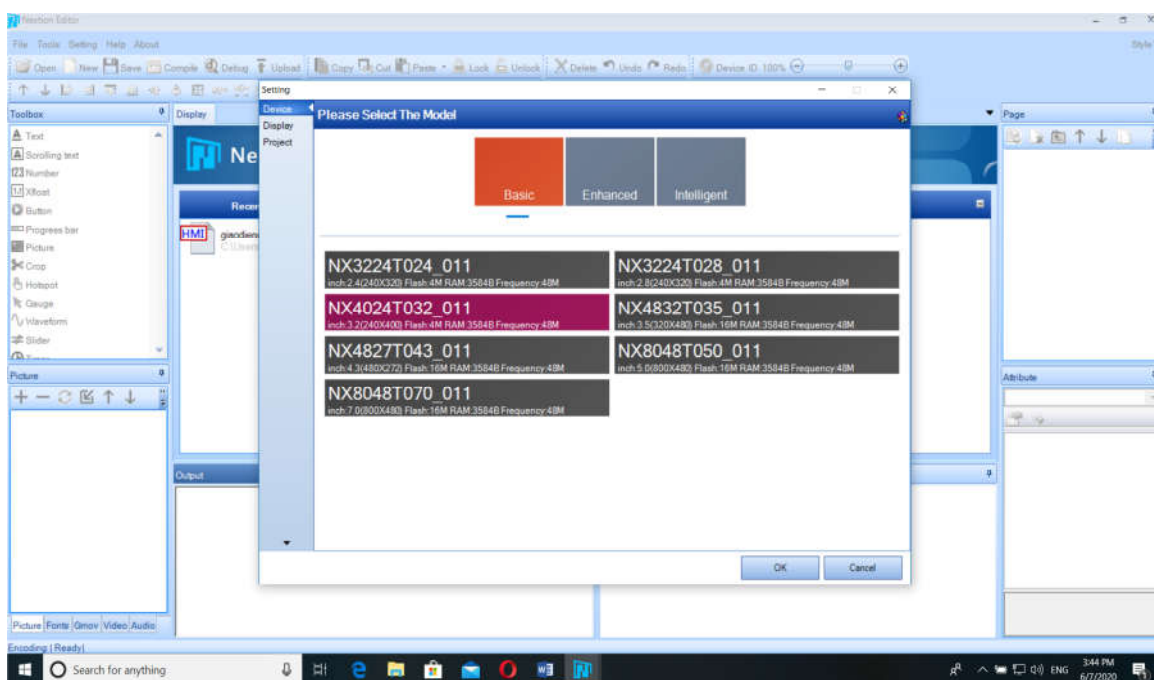 Nextion Editor
File Tools Setting Help About
Style
Open New Save Compile Debug Upload Copy Cut Paste Lock Unlock Delete Undo Redo Device ID 100%
Setting
Toolbox
Display
Device
Please Select The Model
Page
Display
Project
Text
Scrolling text
Number
Xfloat
Button
Progress bar
Picture
Crop
Hotspot
Gauge
Waveform
Slider
Ne
Recen
HMI
giaodien
C:\Users
Basic Enhanced Intelligent
NX3224T024_011
inch:2.4(240X320) Flash:4M RAM:3584B Frequency:48M
NX3224T028_011
inch:2.8(240X320) Flash:4M RAM:3584B Frequency:48M
NX4024T032_011
inch:3.2(240X400) Flash:4M RAM:3584B Frequency:48M
NX4832T035_011
inch:3.5(320X480) Flash:16M RAM:3584B Frequency:48M
NX4827T043_011
inch:4.3(480X272) Flash:16M RAM:3584B Frequency:48M
NX8048T050_011
inch:5.0(800X480) Flash:16M RAM:3584B Frequency:48M
NX8048T070_011
inch:7.0(800X480) Flash:16M RAM:3584B Frequency:48M
Picture
Attribute
Output
OK Cancel
Picture Fonts Gmov Video Audio
Encoding | Ready|
Search for anything
ENG
3:44 PM
6/7/2020